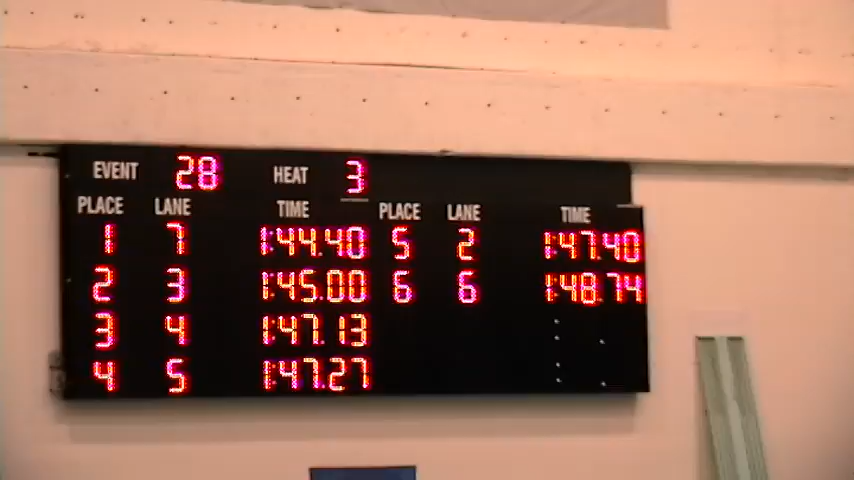 EVENT 28 HEAT 3
PLACE LANE TIME PLACE LANE TIME
1 7 1:44.40 5 2 1:47.40
2 3 1:45.00 6 6 1:48.74
3 4 1:47.13
4 5 1:47.27